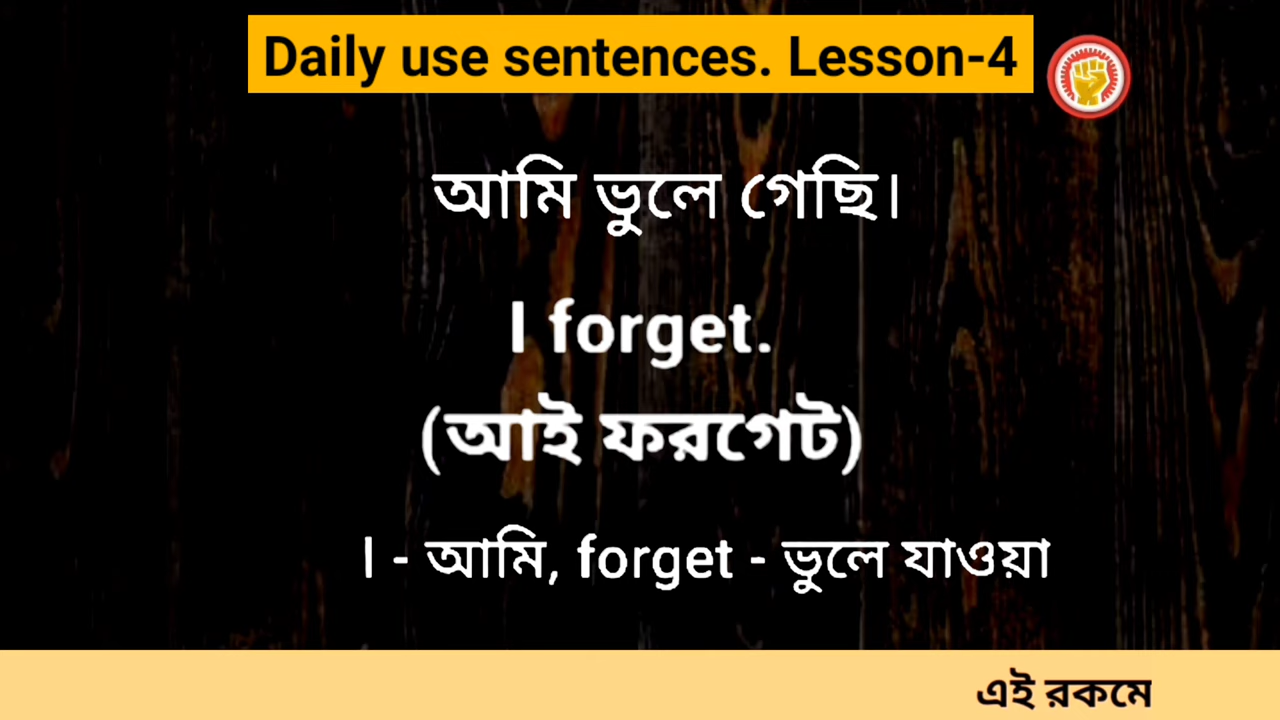 Daily use sentences. Lesson-4
আমি ভুলে গেছি।
I forget.
(আই ফরগেট)
I - আমি, forget - ভুলে যাওয়া
এই রকমে